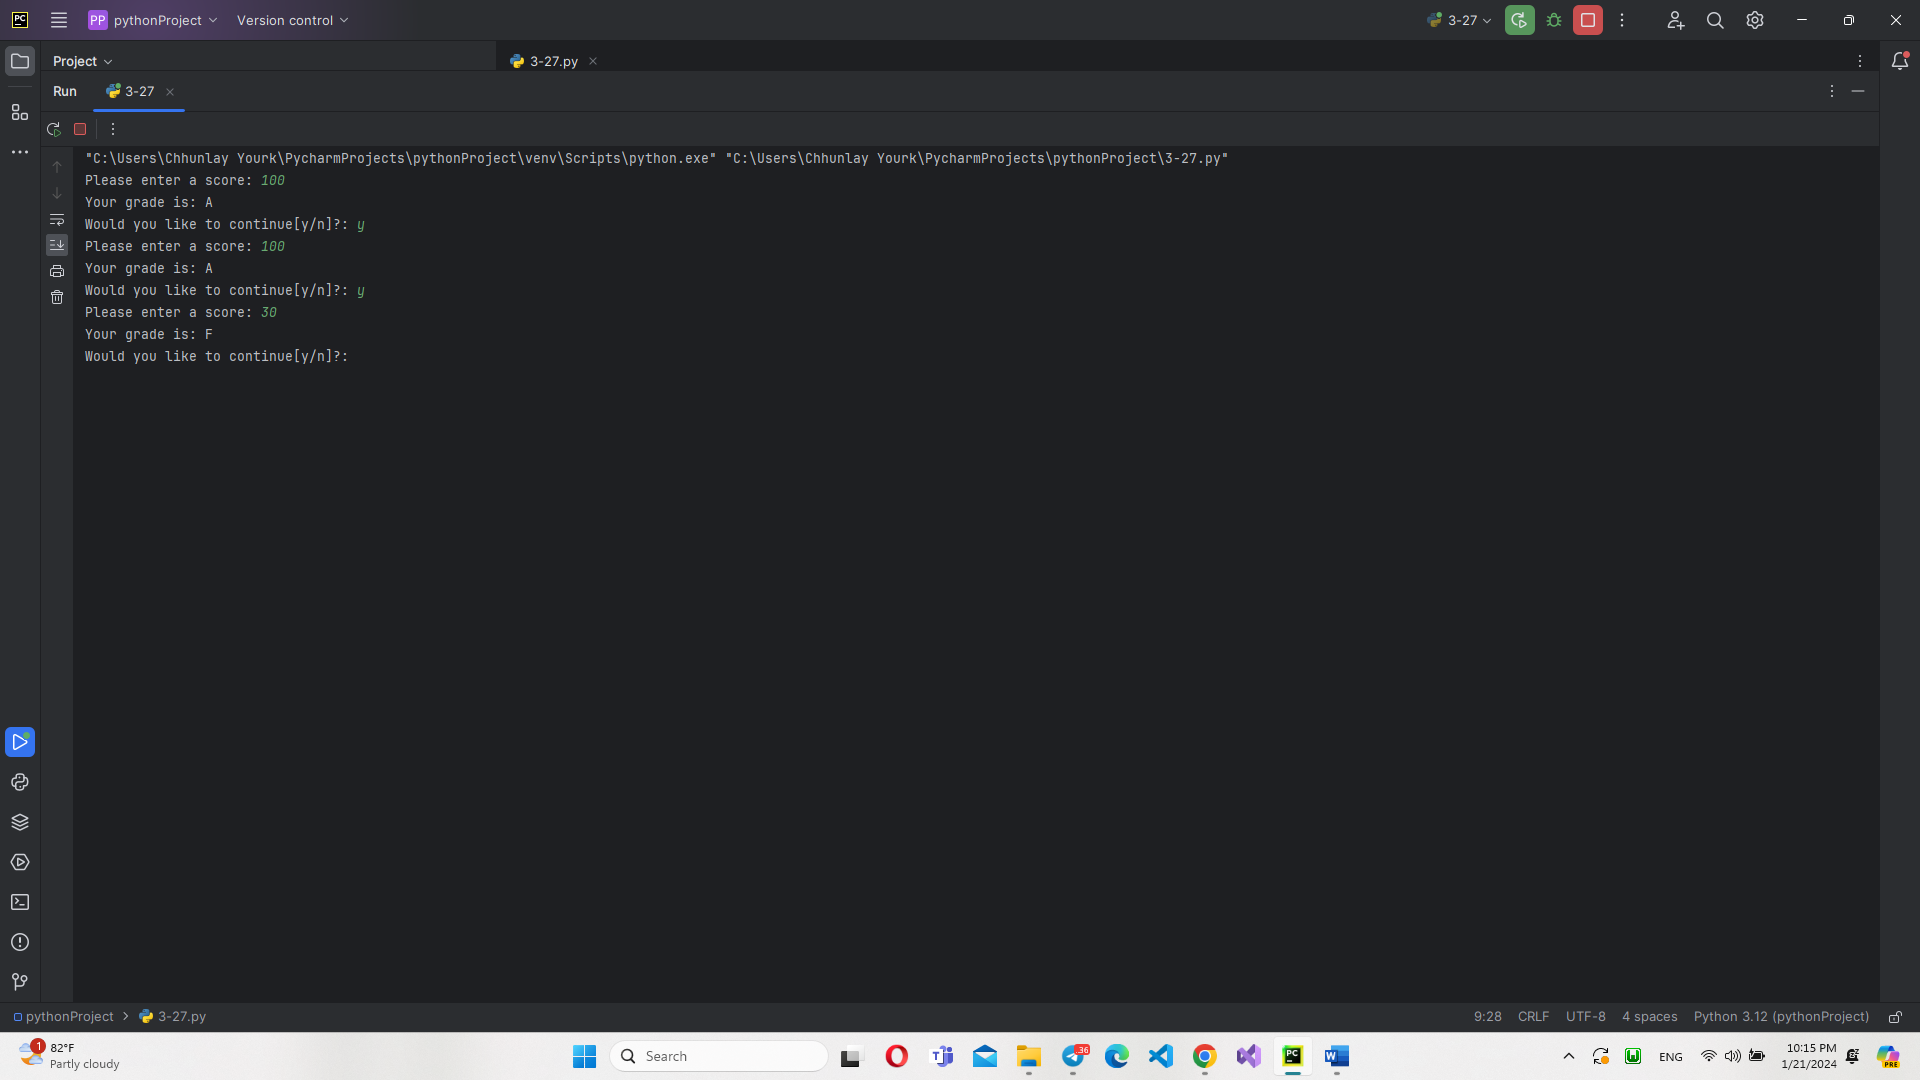 PC PP pythonProject Version control 3-27
Project 3-27.py
Run 3-27
"C:\Users\Chhunlay Yourk\PycharmProjects\pythonProject\venv\Scripts\python.exe" "C:\Users\Chhunlay Yourk\PycharmProjects\pythonProject\3-27.py"
Please enter a score: 100
Your grade is: A
Would you like to continue[y/n]?: y
Please enter a score: 100
Your grade is: A
Would you like to continue[y/n]?: y
Please enter a score: 30
Your grade is: F
Would you like to continue[y/n]?:
pythonProject > 3-27.py 9:28 CRLF UTF-8 4 spaces Python 3.12 (pythonProject)
1 82°F
Partly cloudy
Search
36
PC
W
ENG
10:15 PM
1/21/2024
PRE